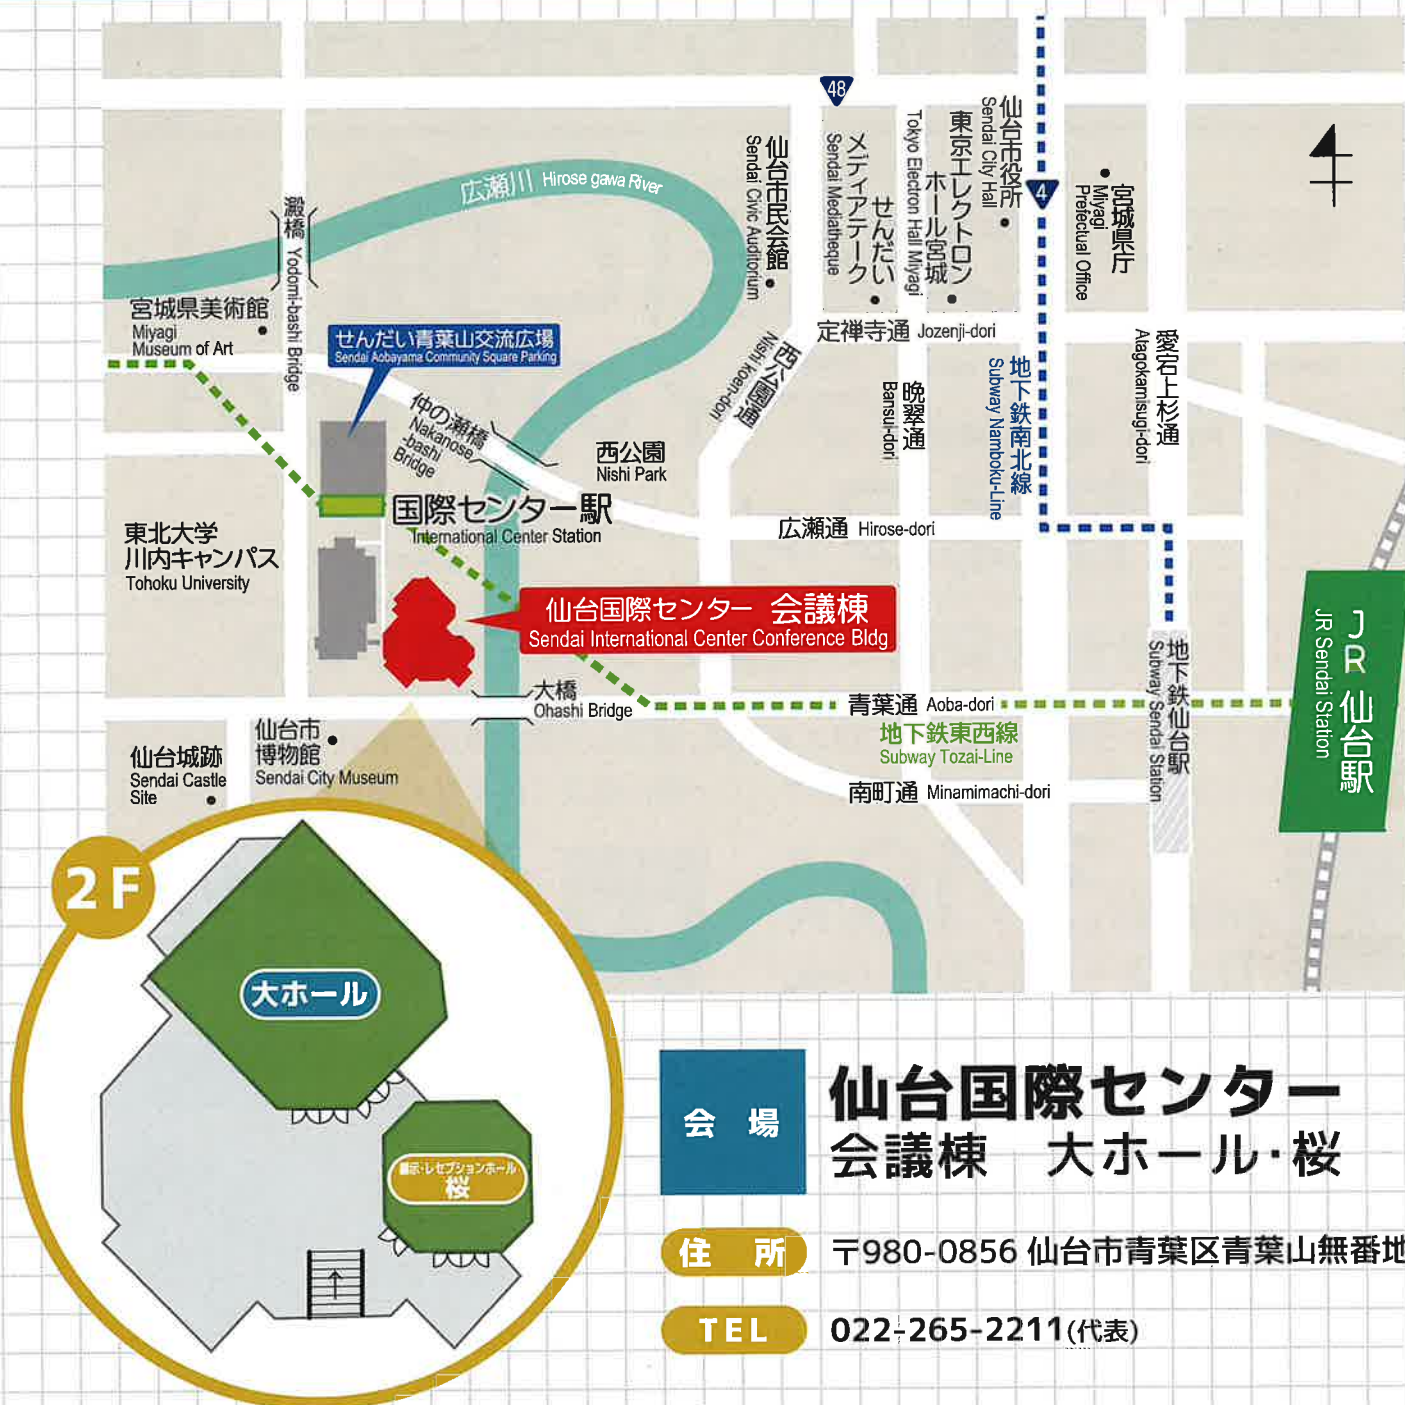 48
仙台市役所
Sendai City Hall
東京エレクトロン
ホール宮城
Tokyo Electron Hall Miyagi
メディアテーク
せんだい
Sendai Mediatheque
仙台市民会館
Sendai Civic Auditorium
4
宮城県庁
Miyagi
Prefectual Office
広瀬川 Hirose gawa River
澱橋 Yodomi-bashi Bridge
宮城県美術館
Miyagi
Museum of Art
せんだい青葉山交流広場
Sendai Aobayama Community Square Parking
定禅寺通 Jozenji-dori
西公園通
Nishi koen-dori
晩翠通
Bansui-dori
地下鉄南北線
Subway Namboku-Line
愛宕上杉通
Atagokamisugi-dori
仲の瀬橋
Nakanose
-bashi
Bridge
西公園
Nishi Park
国際センター駅
International Center Station
広瀬通 Hirose-dori
東北大学
川内キャンパス
Tohoku University
仙台国際センター 会議棟
Sendai International Center Conference Bldg
JR 仙台駅
JR Sendai Station
地下鉄仙台駅
Subway Sendai Station
大橋
Ohashi Bridge
青葉通 Aoba-dori
地下鉄東西線
Subway Tozai-Line
仙台市
博物館
Sendai City Museum
仙台城跡
Sendai Castle
Site
南町通 Minamimachi-dori
2F
大ホール
展示・レセプションホール
桜
会場
仙台国際センター
会議棟 大ホール・桜
住所
〒980-0856 仙台市青葉区青葉山無番地
TEL
022-265-2211(代表)